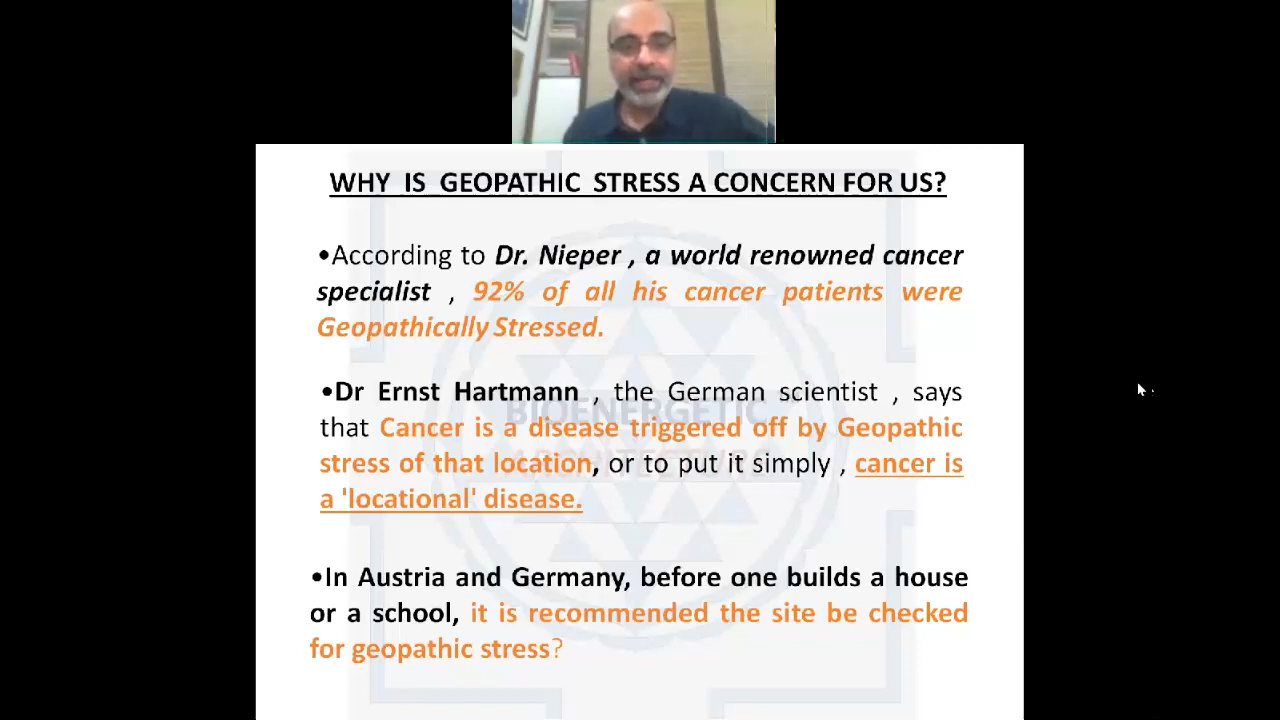 WHY IS GEOPATHIC STRESS A CONCERN FOR US?
•According to Dr. Nieper , a world renowned cancer
specialist , 92% of all his cancer patients were
Geopathically Stressed.
•Dr Ernst Hartmann , the German scientist , says
that Cancer is a disease triggered off by Geopathic
BIOENERGETIC
stress of that location, or to put it simply , cancer is
ARCHITECTURE
a 'locational' disease.
•In Austria and Germany, before one builds a house
or a school, it is recommended the site be checked
for geopathic stress?